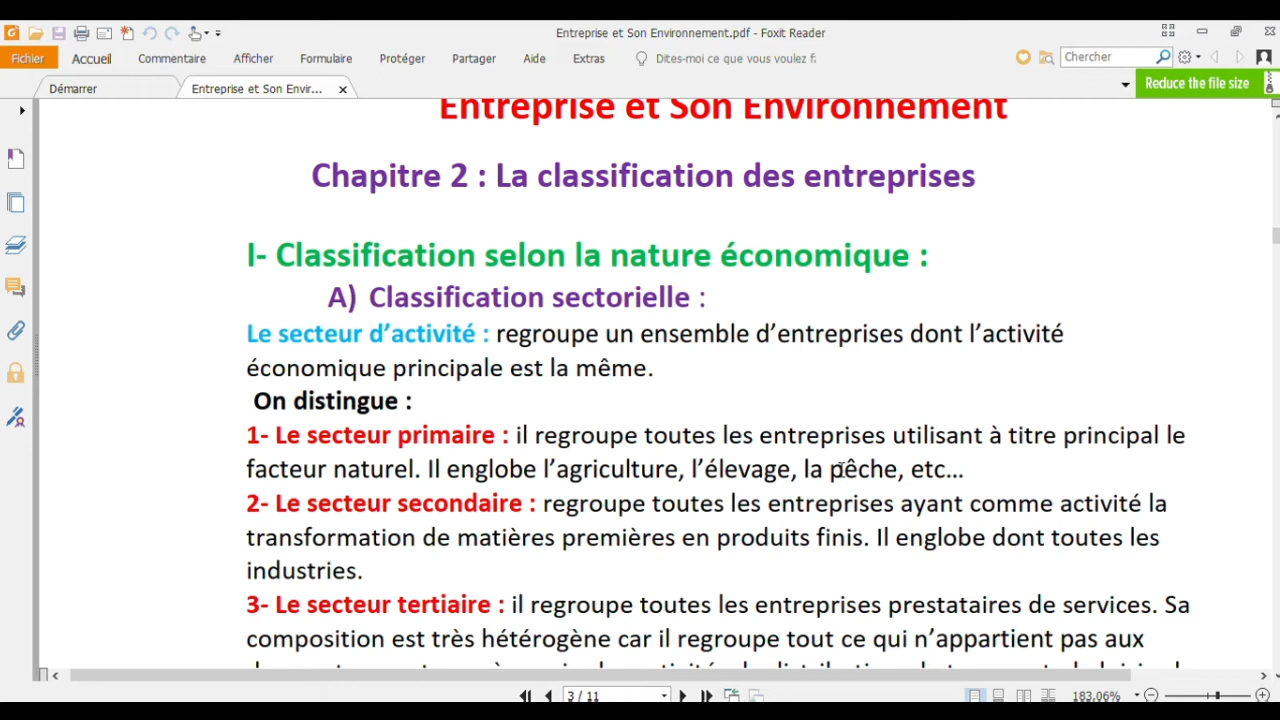 Entreprise et Son Environnement.pdf - Foxit Reader
Fichier Accueil Commentaire Afficher Formulaire Protéger Partager Aide Extras Dites-moi ce que vous voulez f: Chercher
Démarrer Entreprise et Son Envir... Reduce the file size
Entreprise et Son Environnement
Chapitre 2 : La classification des entreprises
I- Classification selon la nature économique :
A) Classification sectorielle :
Le secteur d’activité : regroupe un ensemble d’entreprises dont l’activité
économique principale est la même.
On distingue :
1- Le secteur primaire : il regroupe toutes les entreprises utilisant à titre principal le
facteur naturel. Il englobe l’agriculture, l’élevage, la pêche, etc...
2- Le secteur secondaire : regroupe toutes les entreprises ayant comme activité la
transformation de matières premières en produits finis. Il englobe dont toutes les
industries.
3- Le secteur tertiaire : il regroupe toutes les entreprises prestataires de services. Sa
composition est très hétérogène car il regroupe tout ce qui n’appartient pas aux
3 / 11 183,06%